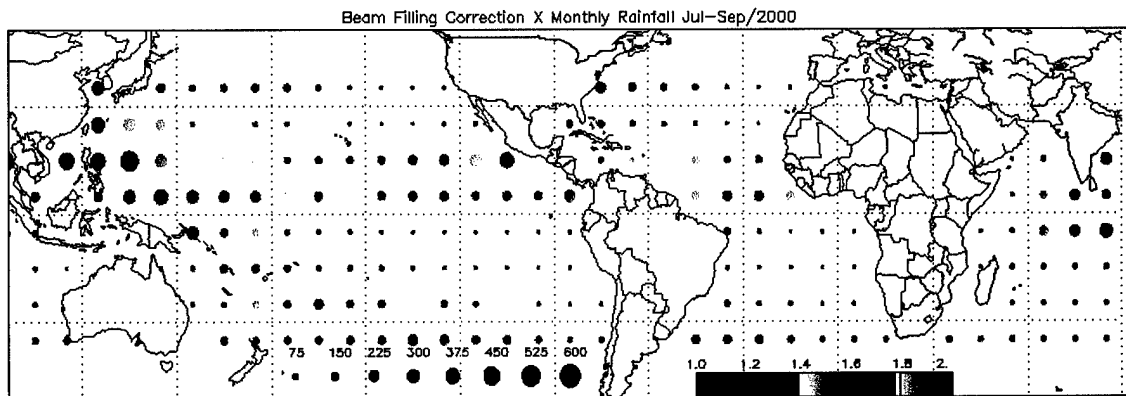 Beam Filling Correction X Monthly Rainfall Jul-Sep/2000
75 150 225 300 375 450 525 600
1.0 1.2 1.4 1.6 1.8 2.